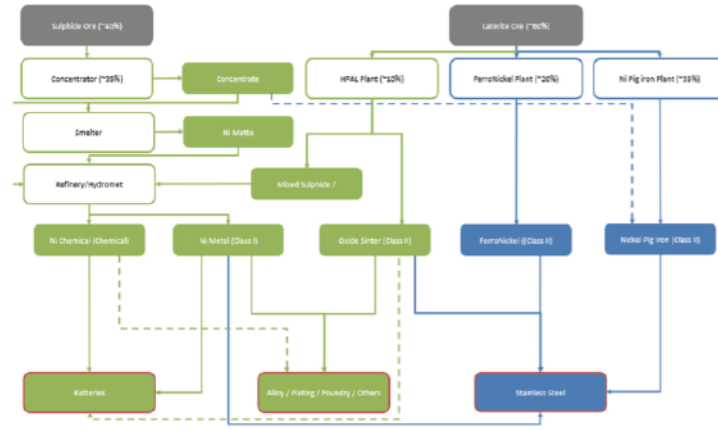 Sulphide Ore (~40%)
Laterite Ore (~60%)
Concentrator (~35%)
Concentrate
HPAL Plant (~10%)
FerroNickel Plant (~20%)
Ni Pig Iron Plant (~35%)
Smelter
Ni Matte
Refinery/Hydromet
Mixed Sulphide /
Ni Chemical (Chemical)
Ni Metal (Class I)
Oxide Sinter (Class II)
FerroNickel ((Class II)
Nickel Pig Iron (Class II)
Batteries
Alloy / Plating / Foundry / Others
Stainless Steel